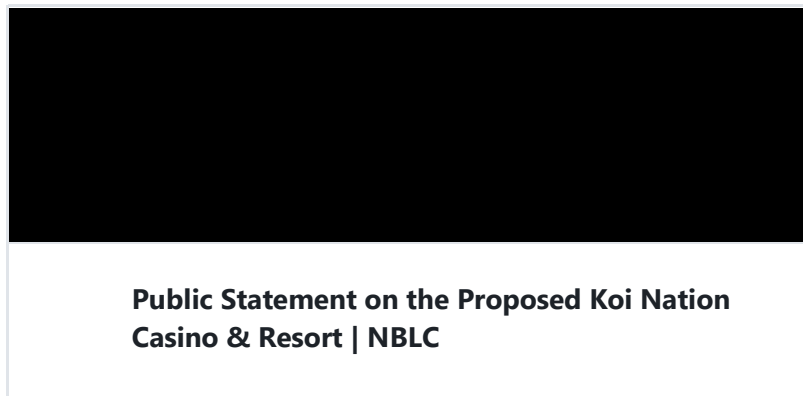 Public Statement on the Proposed Koi Nation
Casino & Resort | NBLC